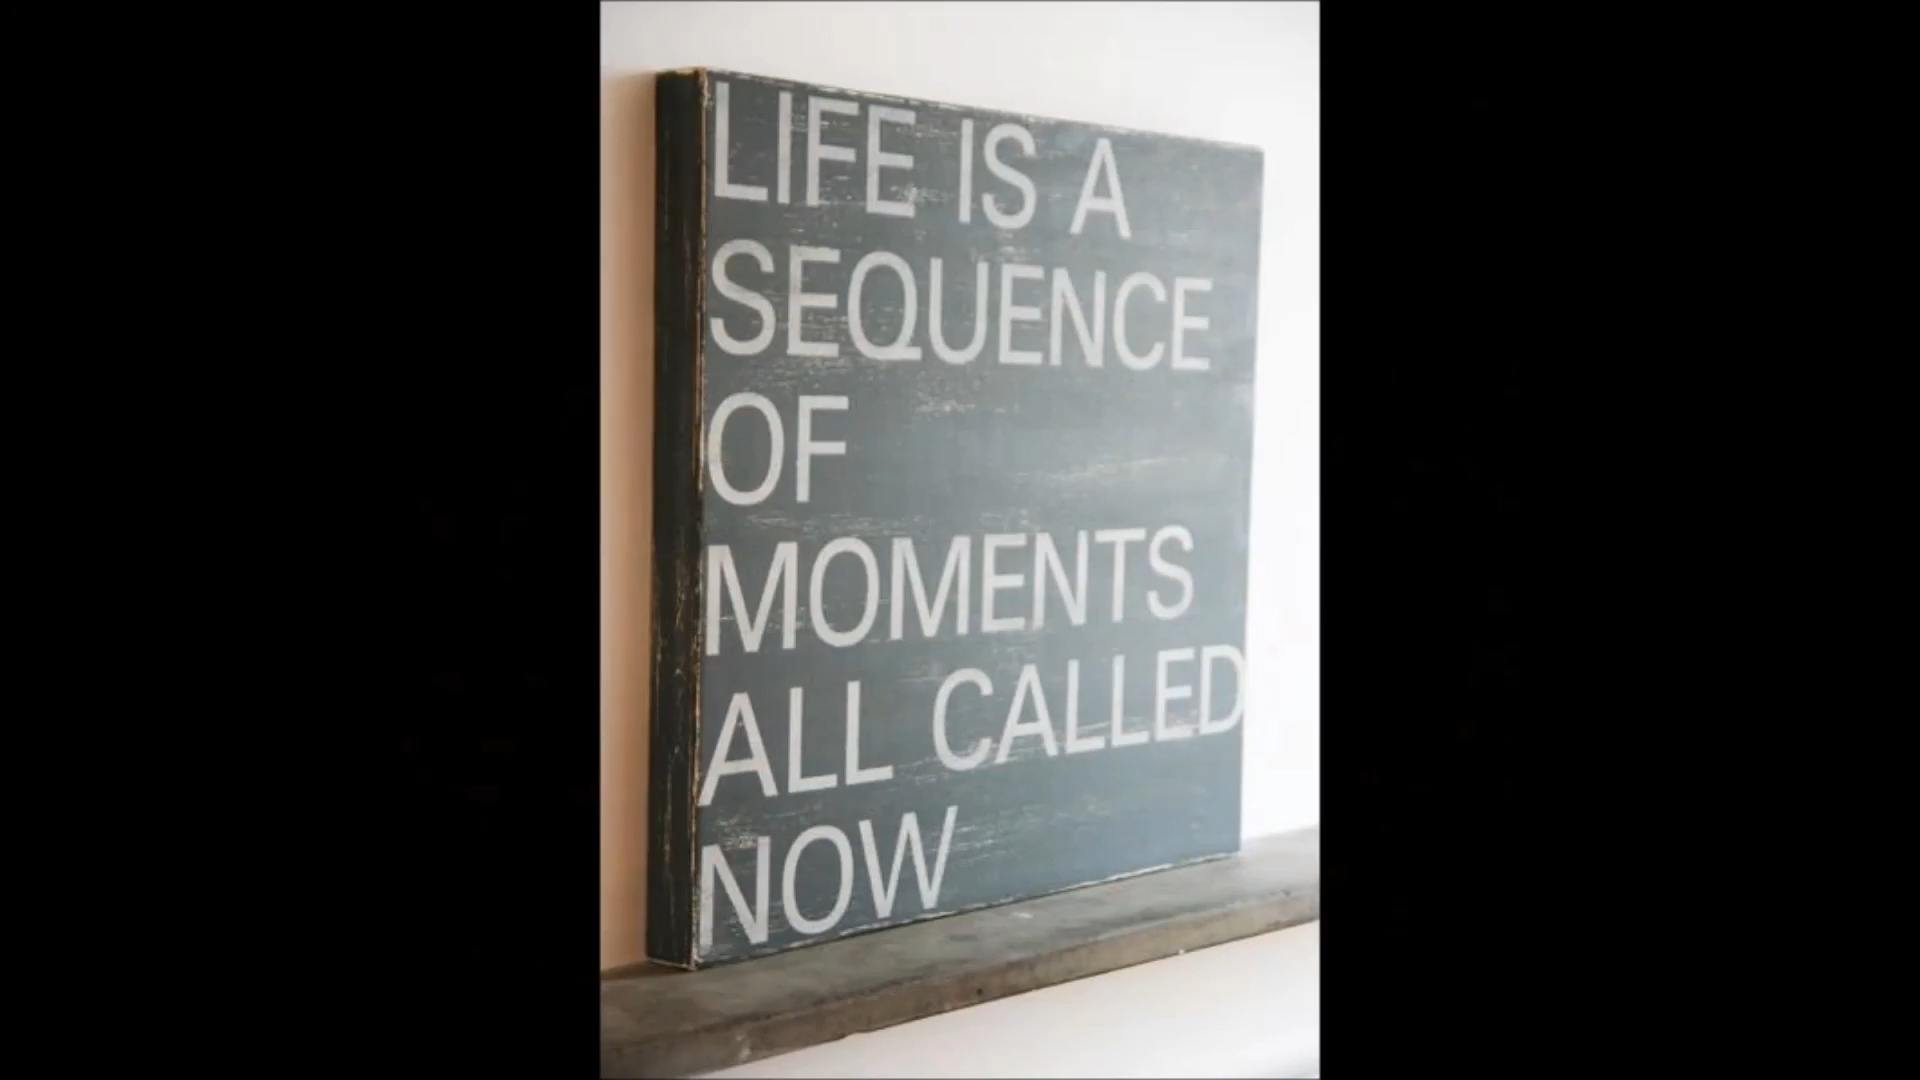 LIFE IS A
SEQUENCE
OF
MOMENTS
ALL CALLED
NOW